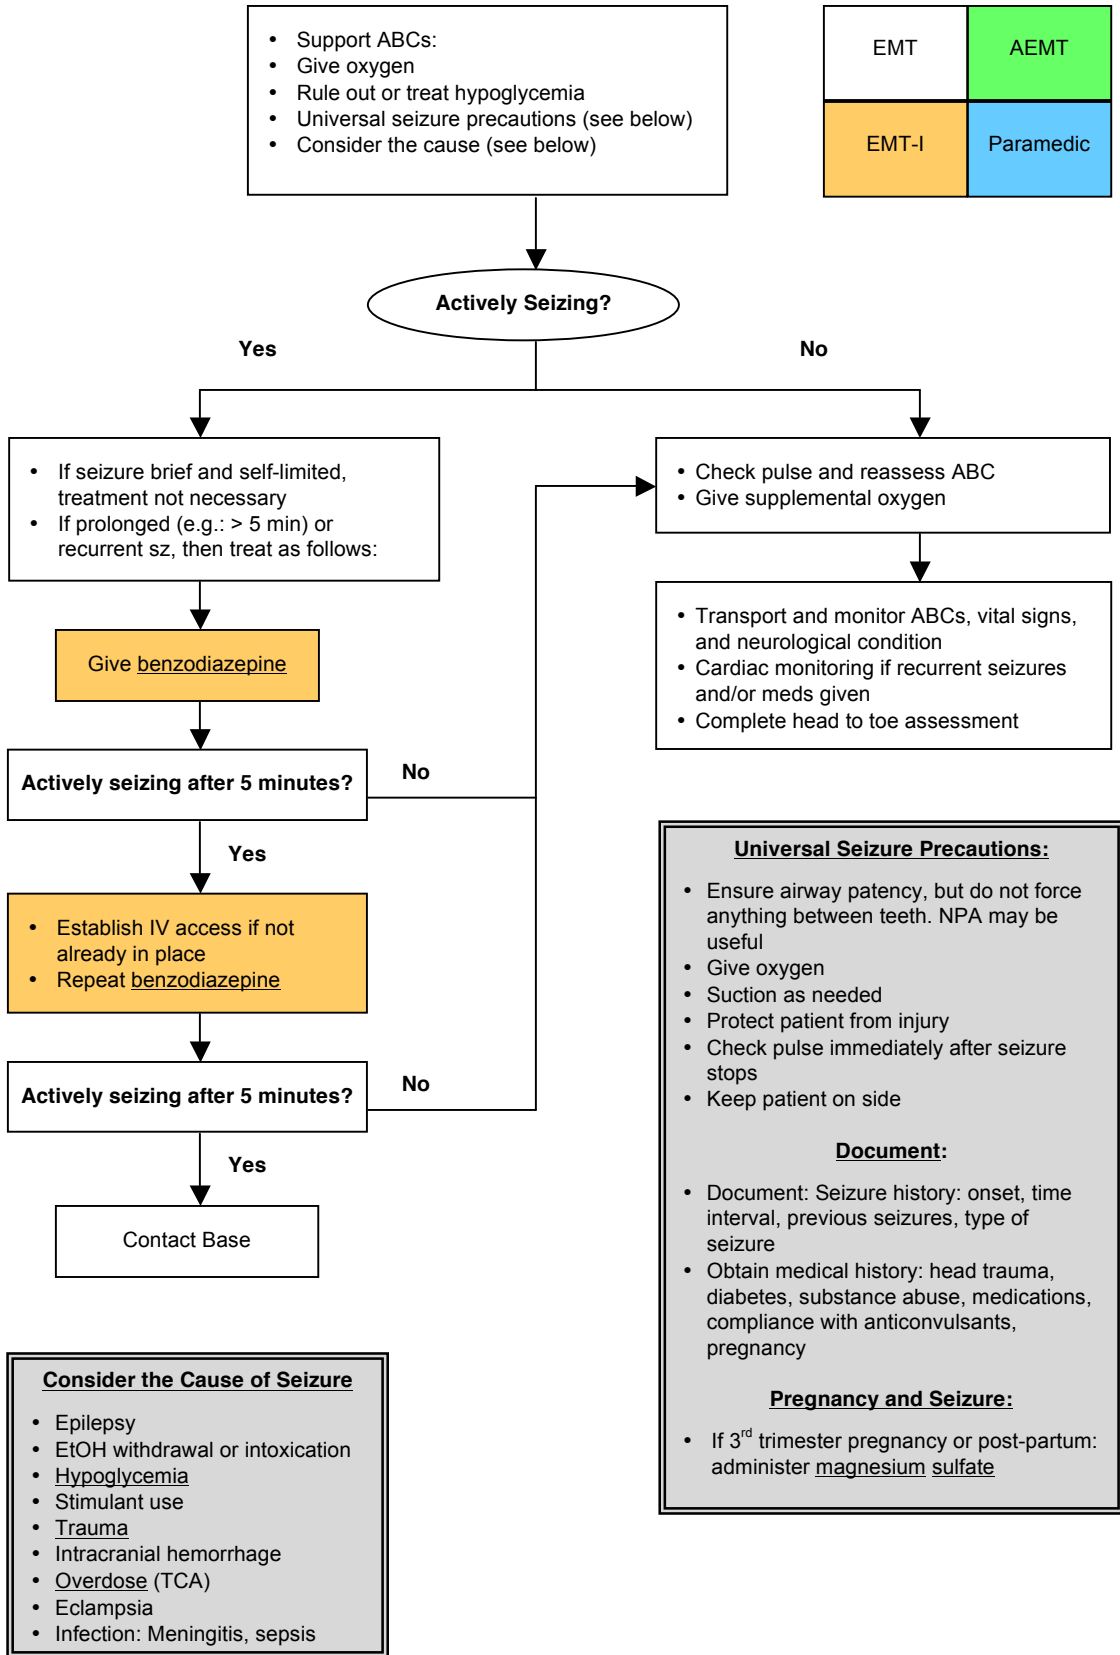 • Support ABCs:
• Give oxygen
• Rule out or treat hypoglycemia
• Universal seizure precautions (see below)
• Consider the cause (see below)
EMT
AEMT
EMT-I
Paramedic
Actively Seizing?
Yes
No
• If seizure brief and self-limited,
treatment not necessary
• If prolonged (e.g.: > 5 min) or
recurrent sz, then treat as follows:
• Check pulse and reassess ABC
• Give supplemental oxygen
Give benzodiazepine
• Transport and monitor ABCs, vital signs,
and neurological condition
• Cardiac monitoring if recurrent seizures
and/or meds given
• Complete head to toe assessment
Actively seizing after 5 minutes?
No
Yes
• Establish IV access if not
already in place
• Repeat benzodiazepine
Actively seizing after 5 minutes?
No
Yes
Contact Base
Universal Seizure Precautions:
• Ensure airway patency, but do not force
anything between teeth. NPA may be
useful
• Give oxygen
• Suction as needed
• Protect patient from injury
• Check pulse immediately after seizure
stops
• Keep patient on side
Document:
• Document: Seizure history: onset, time
interval, previous seizures, type of
seizure
• Obtain medical history: head trauma,
diabetes, substance abuse, medications,
compliance with anticonvulsants,
pregnancy
Pregnancy and Seizure:
• If 3rd trimester pregnancy or post-partum:
administer magnesium sulfate
Consider the Cause of Seizure
• Epilepsy
• EtOH withdrawal or intoxication
• Hypoglycemia
• Stimulant use
• Trauma
• Intracranial hemorrhage
• Overdose (TCA)
• Eclampsia
• Infection: Meningitis, sepsis